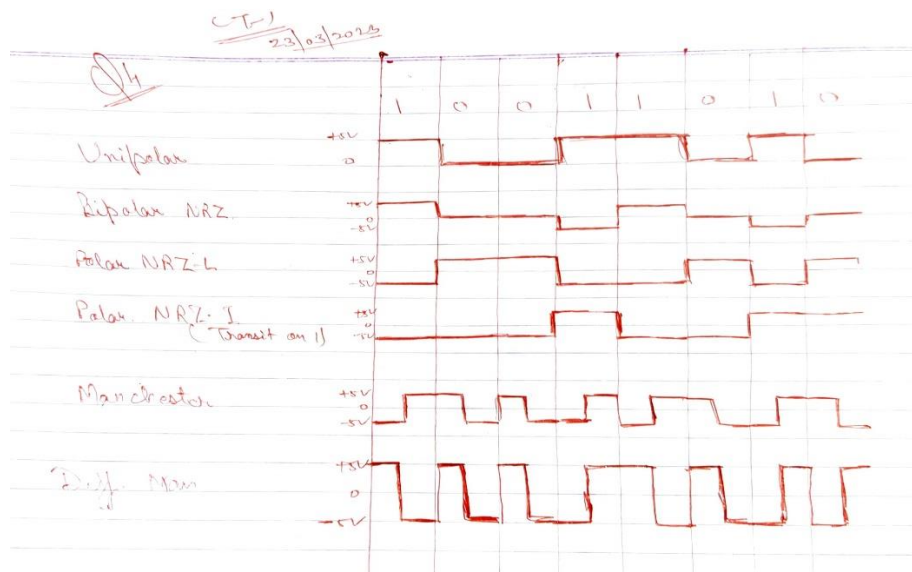 CT-1
23/03/2023
Q4
1 0 0 1 1 0 1 0
Unipolar +5V
0
Bipolar NRZ +5V
0
-5V
Polar NRZ-L +5V
0
-5V
Polar NRZ-I +5V
0
(Transit on 1) -5V
Manchestor +5V
0
-5V
Diff. Man +5V
0
-5V